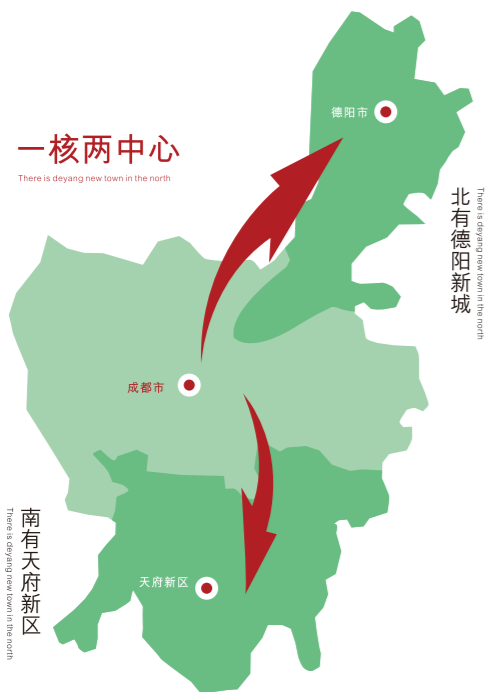 德阳市
一核两中心
There is deyang new town in the north
北有德阳新城
There is deyang new town in the north
成都市
南有天府新区
There is deyang new town in the north
天府新区